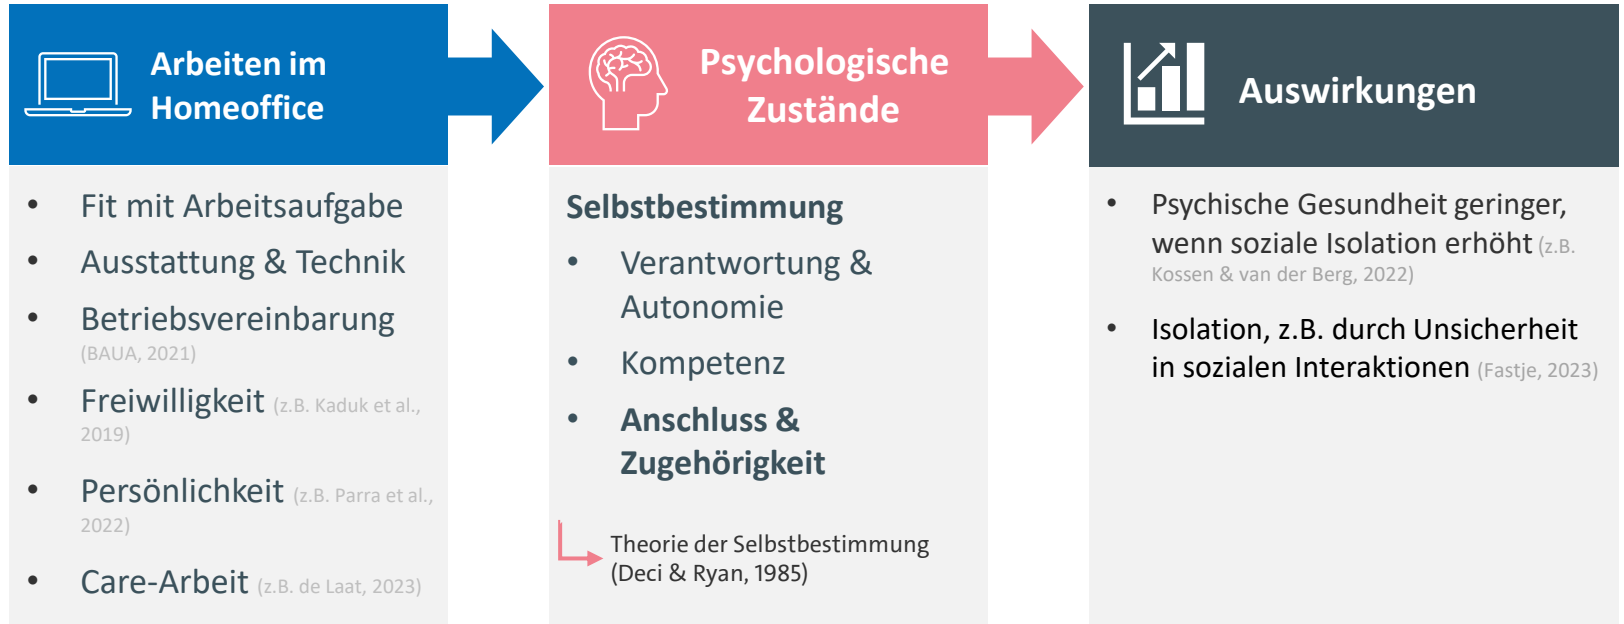 Arbeiten im
Homeoffice
• Fit mit Arbeitsaufgabe
• Ausstattung & Technik
• Betriebsvereinbarung
(BAUA, 2021)
• Freiwilligkeit (z.B. Kaduk et al.,
2019)
• Persönlichkeit (z.B. Parra et al.,
2022)
• Care-Arbeit (z.B. de Laat, 2023)
Psychologische
Zustände
Selbstbestimmung
• Verantwortung &
Autonomie
• Kompetenz
• Anschluss &
Zugehörigkeit
Theorie der Selbstbestimmung
(Deci & Ryan, 1985)
Auswirkungen
• Psychische Gesundheit geringer,
wenn soziale Isolation erhöht (z.B.
Kossen & van der Berg, 2022)
• Isolation, z.B. durch Unsicherheit
in sozialen Interaktionen (Fastje, 2023)